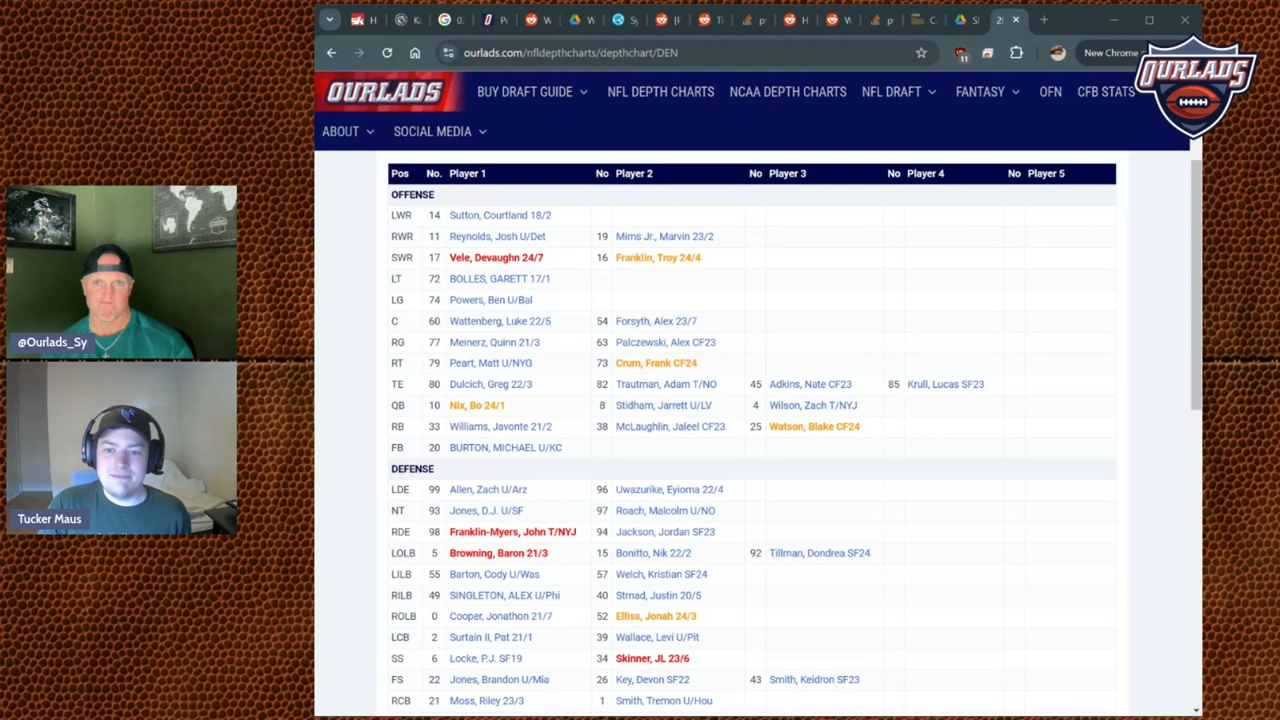 ourlads.com/nfldepthcharts/depthchart/DEN
11
New Chrome
OURLADS
OURLADS BUY DRAFT GUIDE NFL DEPTH CHARTS NCAA DEPTH CHARTS NFL DRAFT FANTASY OFN CFB STATS
ABOUT SOCIAL MEDIA
Pos No. Player 1 No Player 2 No Player 3 No Player 4 No Player 5
OFFENSE
LWR 14 Sutton, Courtland 18/2
RWR 11 Reynolds, Josh U/Det 19 Mims Jr., Marvin 23/2
SWR 17 Vele, Devaughn 24/7 16 Franklin, Troy 24/4
LT 72 BOLLES, GARETT 17/1
LG 74 Powers, Ben U/Bal
C 60 Wattenberg, Luke 22/5 54 Forsyth, Alex 23/7
RG 77 Meinerz, Quinn 21/3 63 Palczewski, Alex CF23
RT 79 Peart, Matt U/NYG 73 Crum, Frank CF24
TE 80 Dulcich, Greg 22/3 82 Trautman, Adam T/NO 45 Adkins, Nate CF23 85 Krull, Lucas SF23
QB 10 Nix, Bo 24/1 8 Stidham, Jarrett U/LV 4 Wilson, Zach T/NYJ
RB 33 Williams, Javonte 21/2 38 McLaughlin, Jaleel CF23 25 Watson, Blake CF24
FB 20 BURTON, MICHAEL U/KC
DEFENSE
LDE 99 Allen, Zach U/Arz 96 Uwazurike, Eyioma 22/4
NT 93 Jones, D.J. U/SF 97 Roach, Malcolm U/NO
RDE 98 Franklin-Myers, John T/NYJ 94 Jackson, Jordan SF23
LOLB 5 Browning, Baron 21/3 15 Bonitto, Nik 22/2 92 Tillman, Dondrea SF24
LILB 55 Barton, Cody U/Was 57 Welch, Kristian SF24
RILB 49 SINGLETON, ALEX U/Phi 40 Strnad, Justin 20/5
ROLB 0 Cooper, Jonathon 21/7 52 Elliss, Jonah 24/3
LCB 2 Surtain II, Pat 21/1 39 Wallace, Levi U/Pit
SS 6 Locke, P.J. SF19 34 Skinner, JL 23/6
FS 22 Jones, Brandon U/Mia 26 Key, Devon SF22 43 Smith, Keidron SF23
RCB 21 Moss, Riley 23/3 1 Smith, Tremon U/Hou
@Ourlads_Sy
Tucker Maus